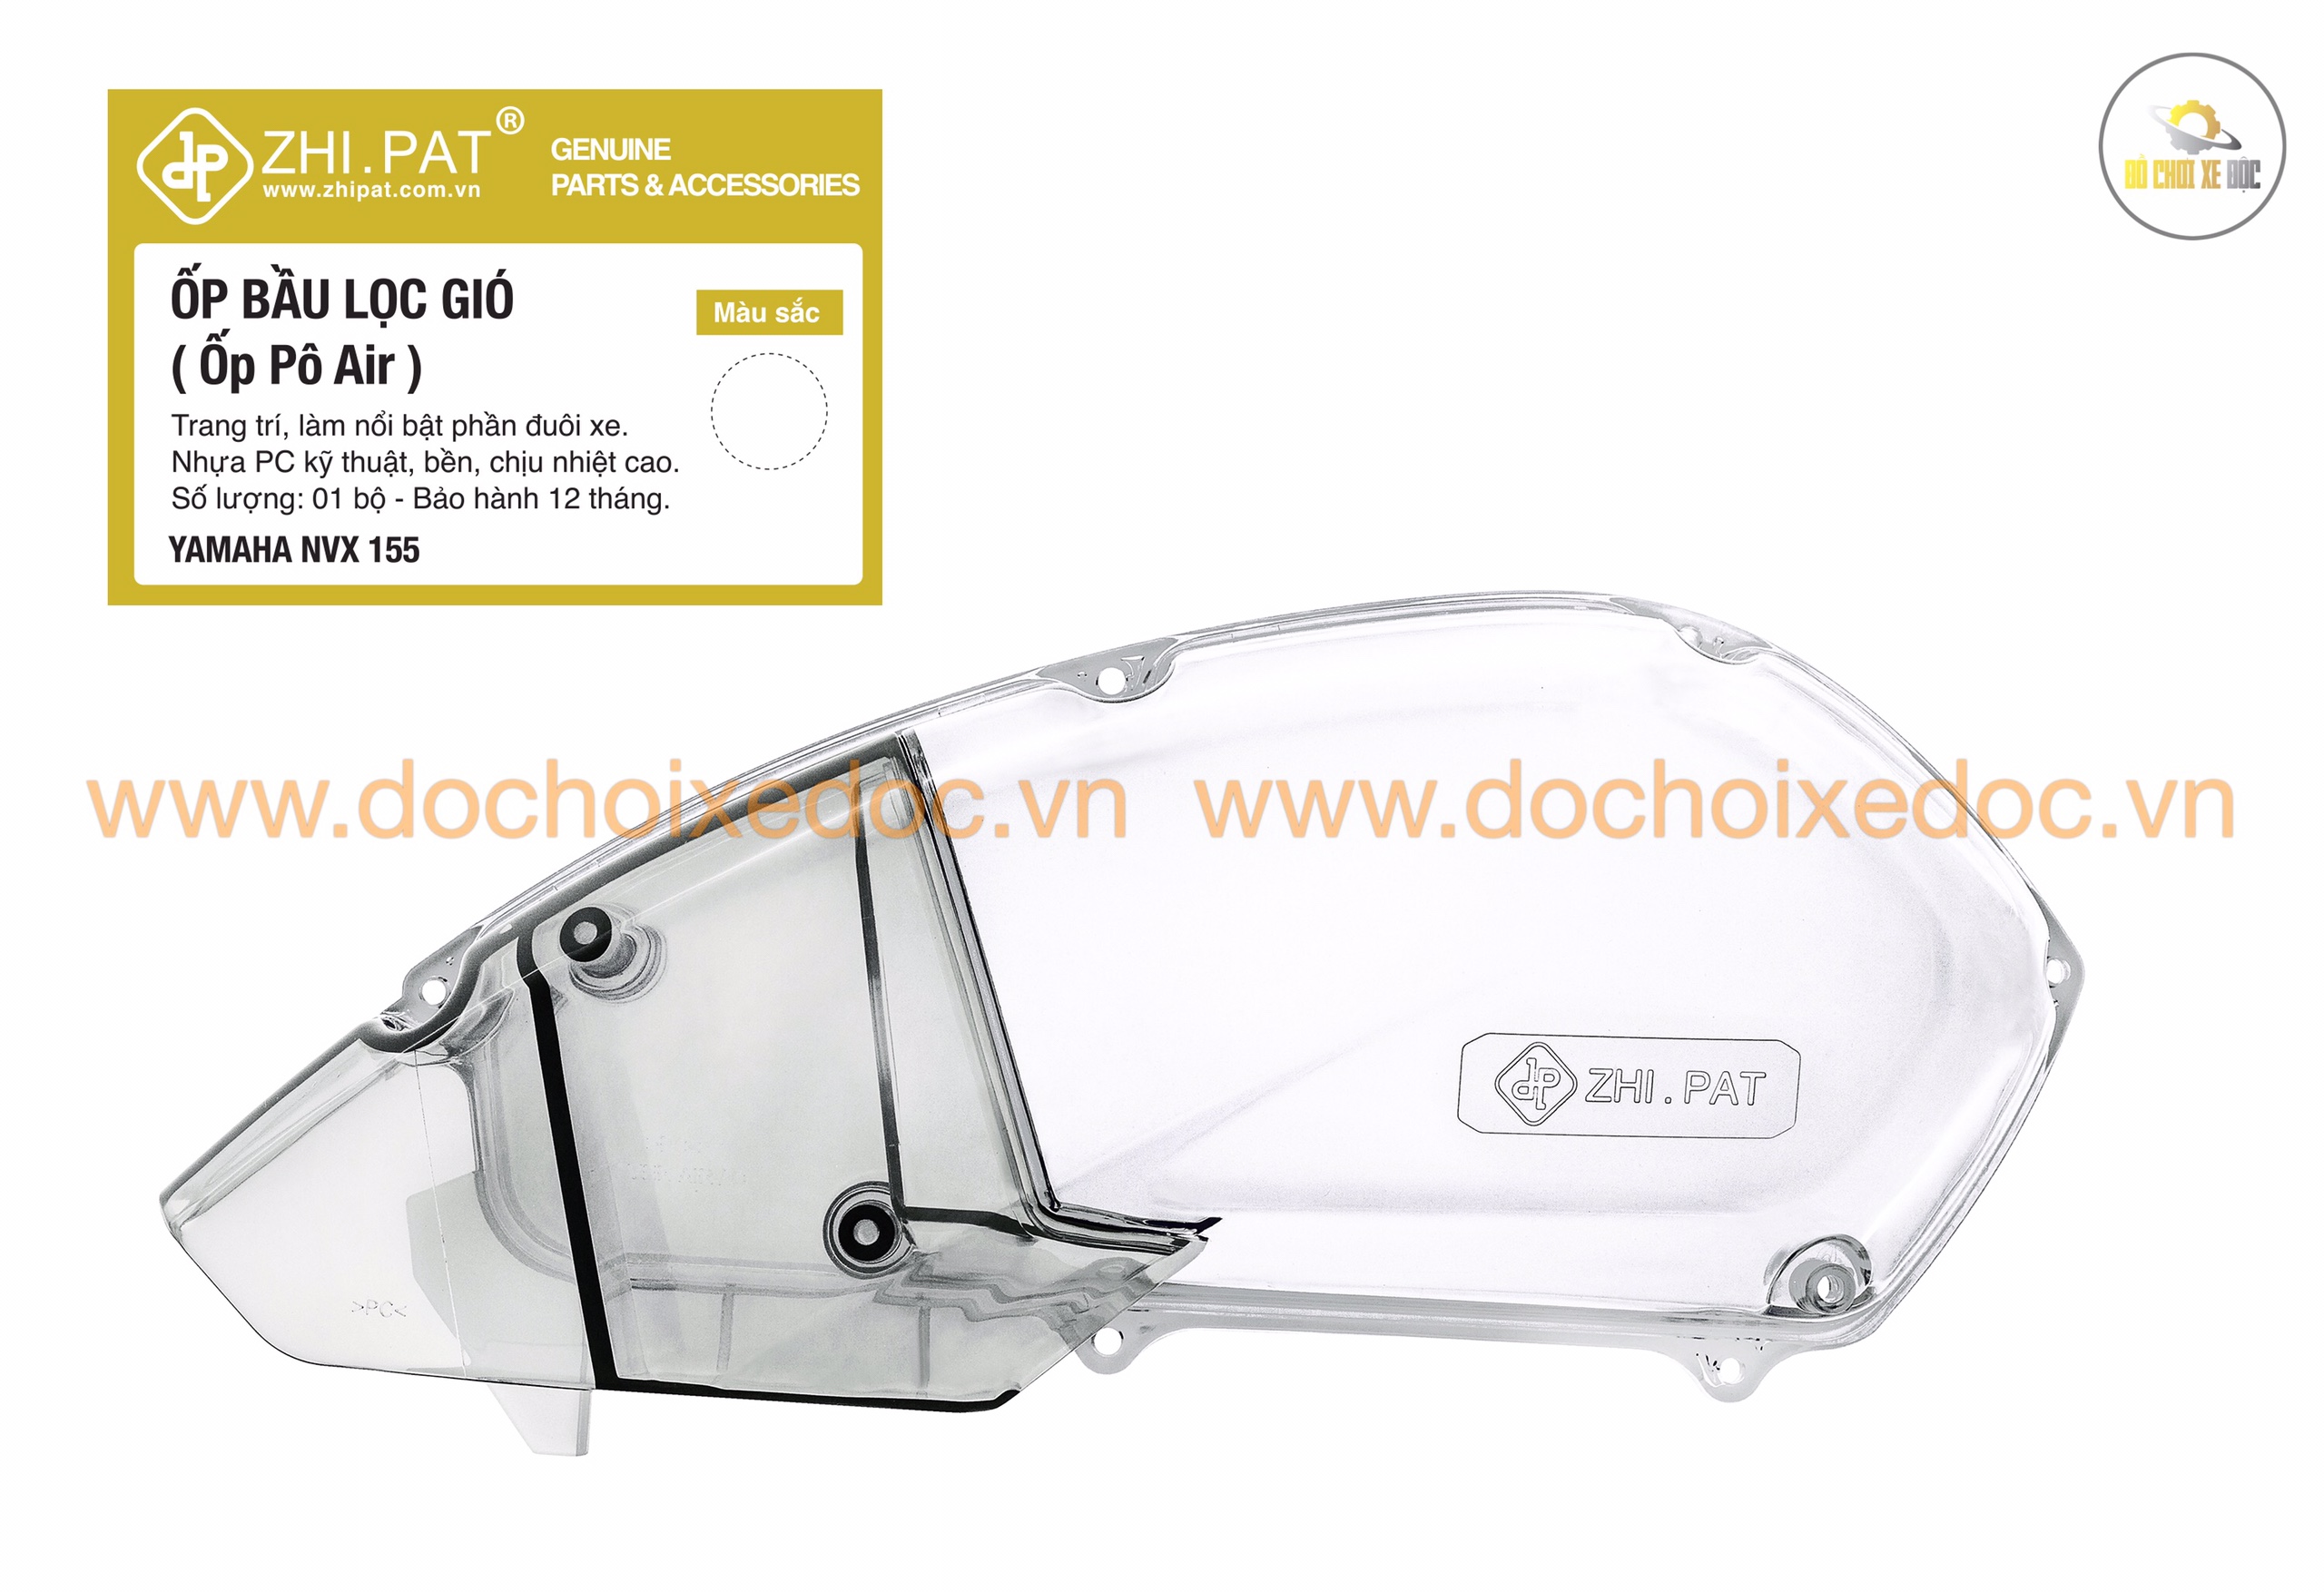 ZHI.PAT®
www.zhipat.com.vn
GENUINE
PARTS & ACCESSORIES
ĐỒ CHƠI XE ĐỘC
ỐP BẦU LỌC GIÓ
( Ốp Pô Air )
Màu sắc
Trang trí, làm nổi bật phần đuôi xe.
Nhựa PC kỹ thuật, bền, chịu nhiệt cao.
Số lượng: 01 bộ - Bảo hành 12 tháng.
YAMAHA NVX 155
www.dochoixedoc.vn www.dochoixedoc.vn
ZHI.PAT
>PC<